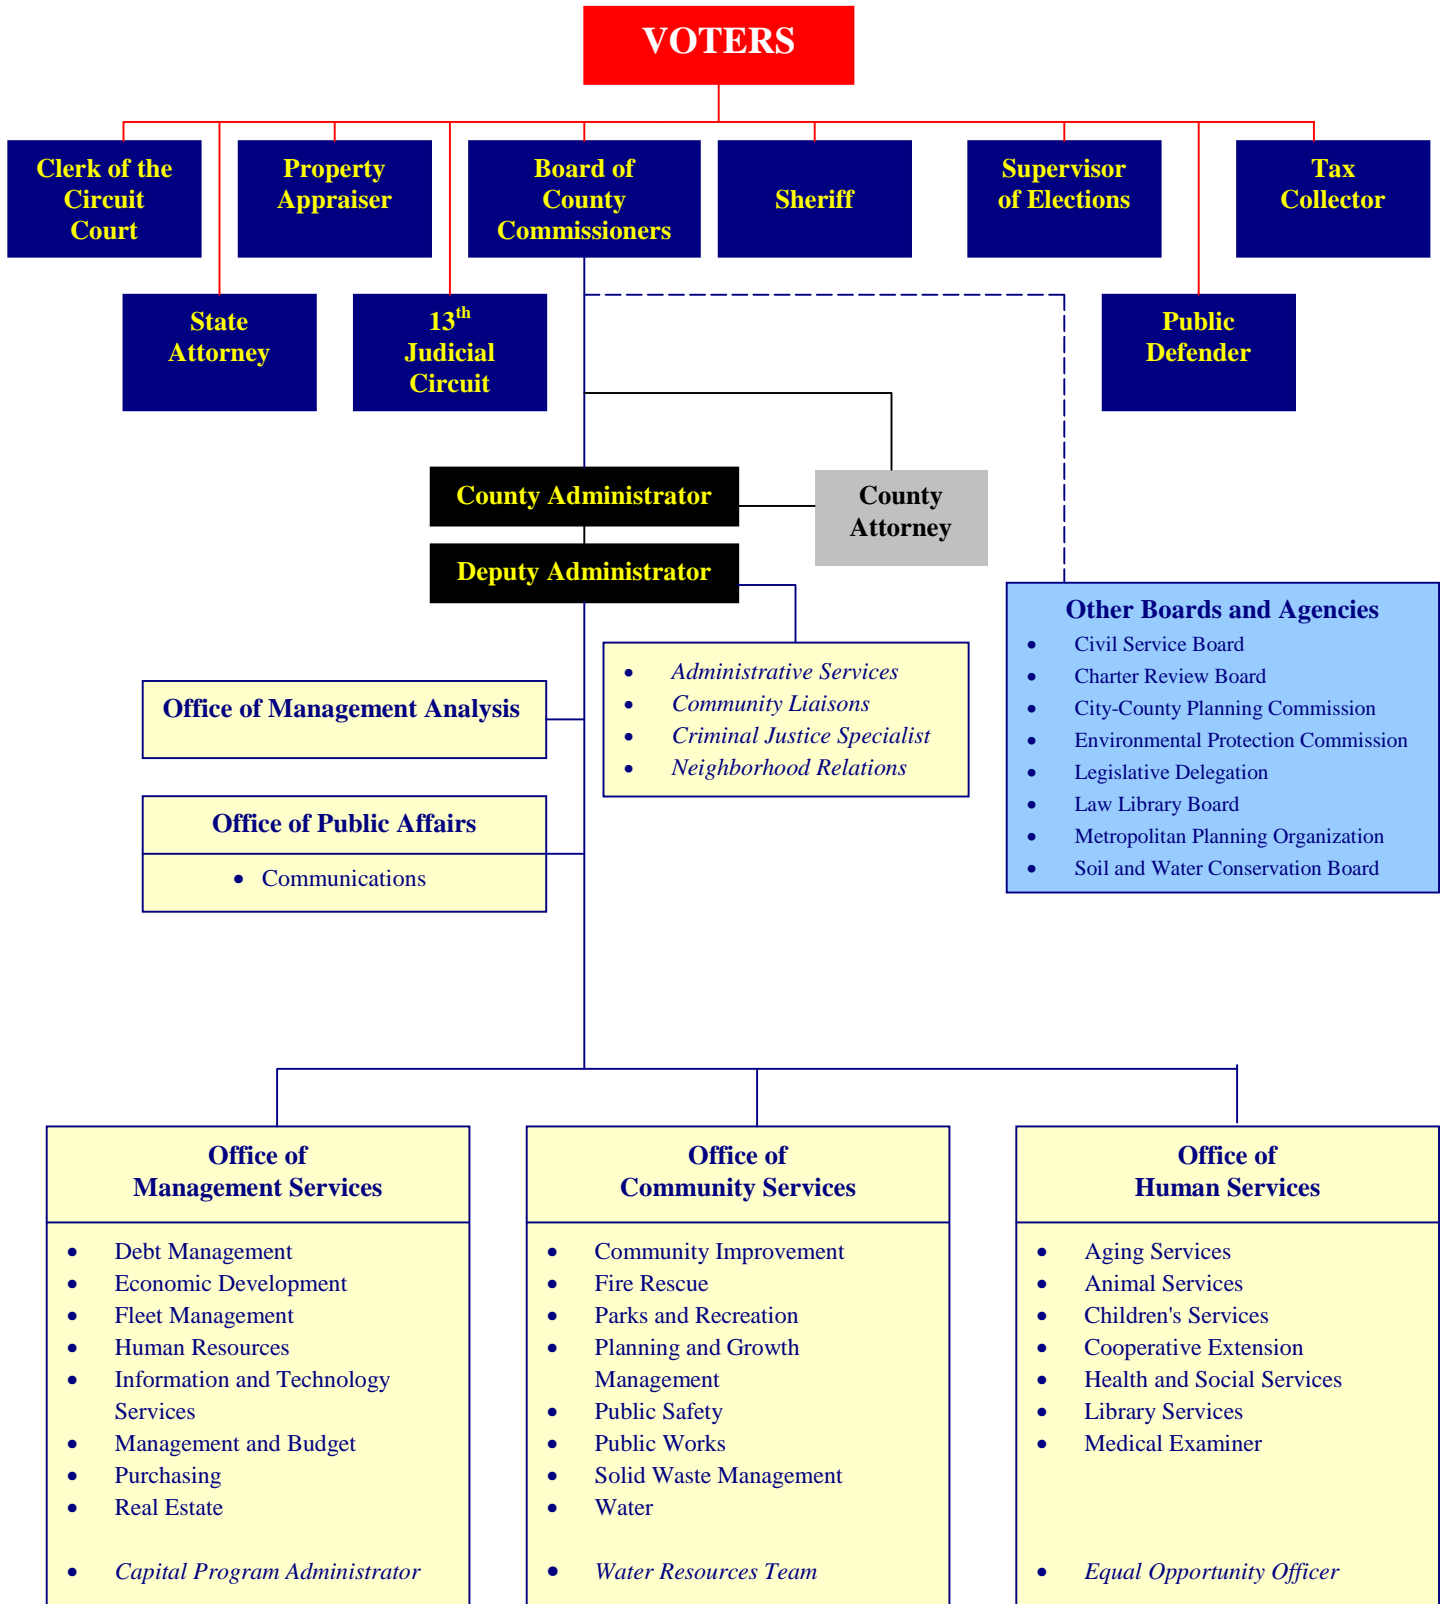 VOTERS
Clerk of the
Circuit
Court
Property
Appraiser
Board of
County
Commissioners
Sheriff
Supervisor
of Elections
Tax
Collector
State
Attorney
13th
Judicial
Circuit
Public
Defender
County Administrator
County
Attorney
Deputy Administrator
• Administrative Services
• Community Liaisons
• Criminal Justice Specialist
• Neighborhood Relations
Other Boards and Agencies
• Civil Service Board
• Charter Review Board
• City-County Planning Commission
• Environmental Protection Commission
• Legislative Delegation
• Law Library Board
• Metropolitan Planning Organization
• Soil and Water Conservation Board
Office of Management Analysis
Office of Public Affairs
• Communications
Office of
Management Services
• Debt Management
• Economic Development
• Fleet Management
• Human Resources
• Information and Technology
Services
• Management and Budget
• Purchasing
• Real Estate
• Capital Program Administrator
Office of
Community Services
• Community Improvement
• Fire Rescue
• Parks and Recreation
• Planning and Growth
Management
• Public Safety
• Public Works
• Solid Waste Management
• Water
• Water Resources Team
Office of
Human Services
• Aging Services
• Animal Services
• Children's Services
• Cooperative Extension
• Health and Social Services
• Library Services
• Medical Examiner
• Equal Opportunity Officer